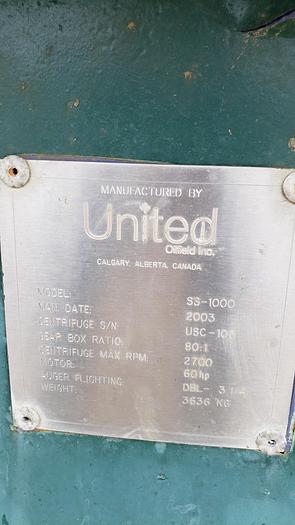 MANUFACTURED BY
United
Oilfield Inc.
CALGARY, ALBERTA, CANADA
MODEL: SS-1000
MAN. DATE: 2003
CENTRIFUGE S/N: USC-106
GEAR BOX RATIO: 80:1
CENTRIFUGE MAX RPM: 2700
MOTOR: 60hp
AUGER FLIGHTING: DBL- 3 1/4
WEIGHT: 3636 KG